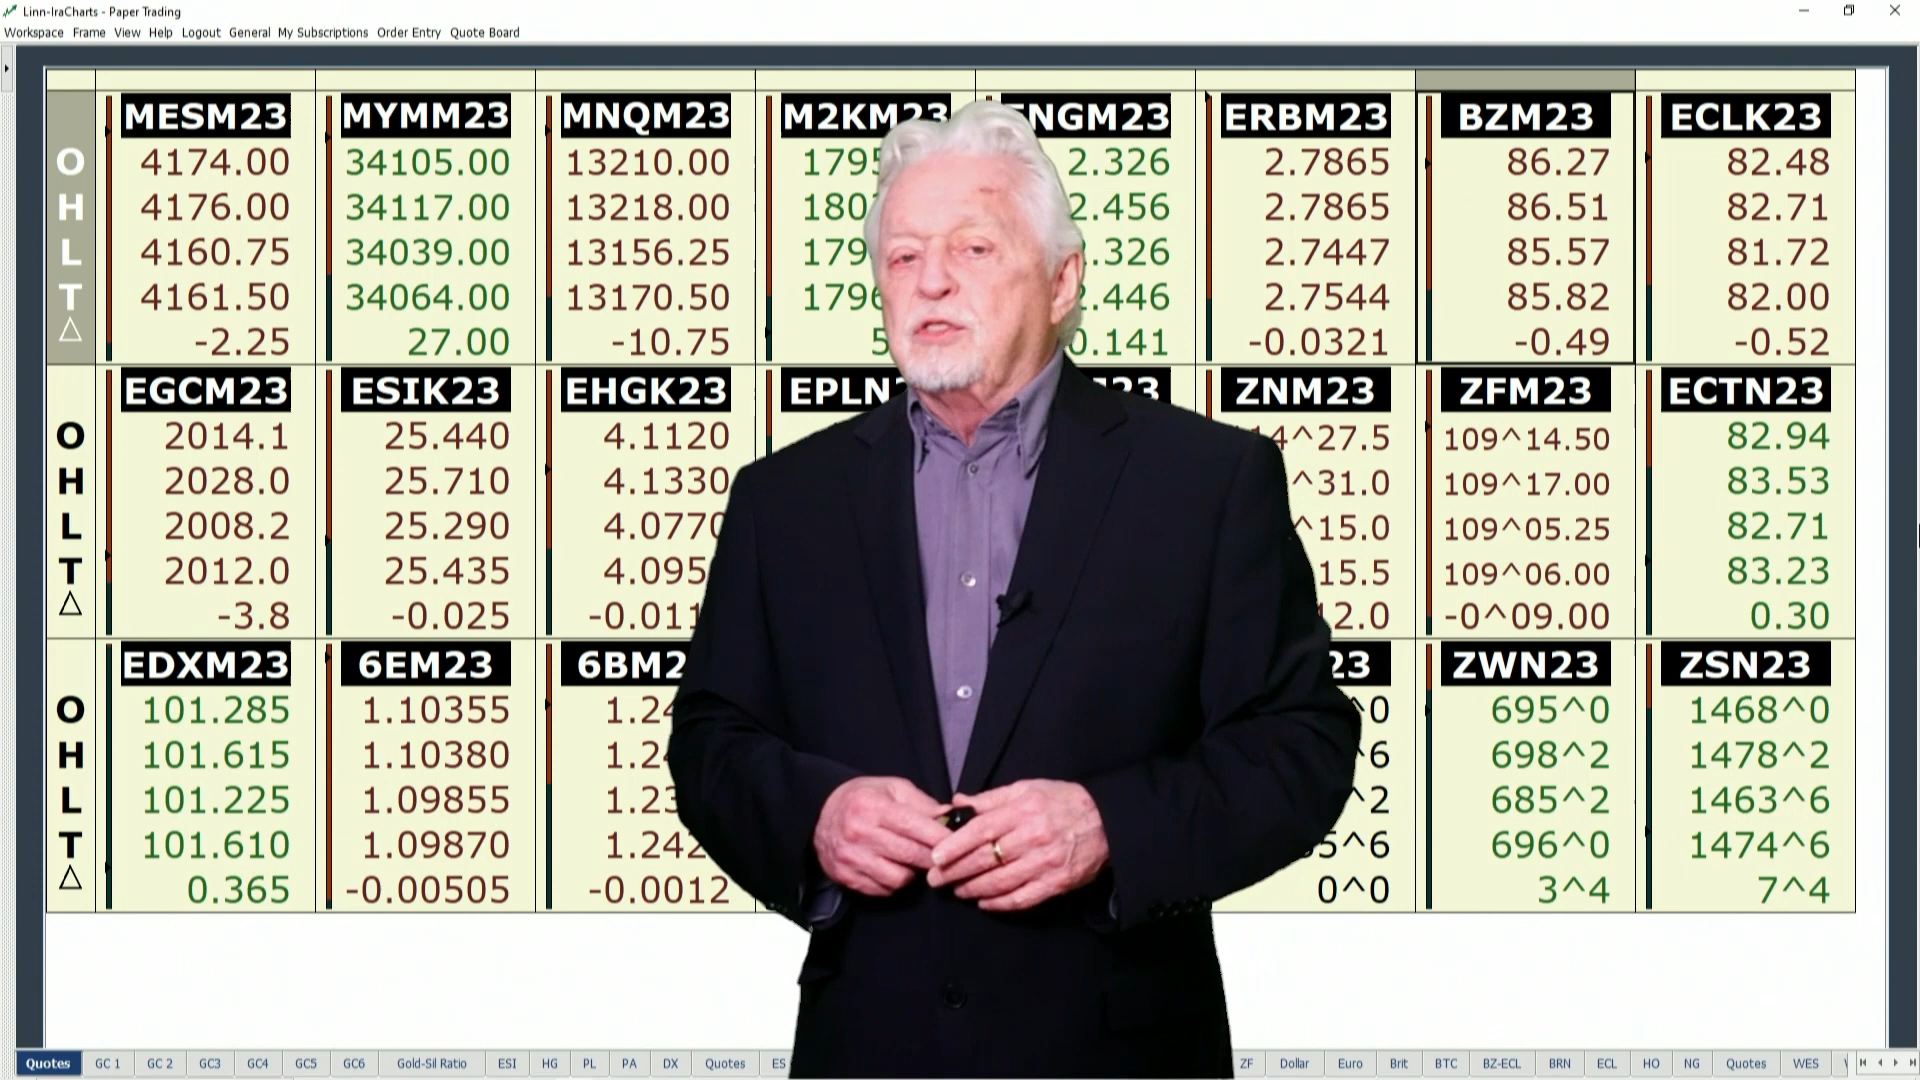 Linn-IraCharts - Paper Trading
Workspace Frame View Help Logout General My Subscriptions Order Entry Quote Board
MESM23 MYMM23 MNQM23 M2KM23 ERBM23 BZM23 ECLK23
O 4174.00 34105.00 13210.00 2.326 2.7865 86.27 82.48
H 4176.00 34117.00 13218.00 2.456 2.7865 86.51 82.71
L 4160.75 34039.00 13156.25 2.7447 85.57 81.72
T 4161.50 34064.00 13170.50 2.7544 85.82 82.00
△ -2.25 27.00 -10.75 -0.0321 -0.49 -0.52
EGCM23 ESIK23 EHGK23 ZNM23 ZFM23 ECTN23
O 2014.1 25.440 4.1120 109^14.50 82.94
H 2028.0 25.710 4.1330 109^17.00 83.53
L 2008.2 25.290 4.0770 109^05.25 82.71
T 2012.0 25.435 109^06.00 83.23
△ -3.8 -0.025 -0^09.00 0.30
EDXM23 6EM23 ZWN23 ZSN23
O 101.285 1.10355 695^0 1468^0
H 101.615 1.10380 698^2 1478^2
L 101.225 1.09855 685^2 1463^6
T 101.610 1.09870 696^0 1474^6
△ 0.365 -0.00505 -0.0012 0^0 3^4 7^4
Quotes GC 1 GC 2 GC3 GC4 GC5 GC6 Gold-Sil Ratio ESI HG PL PA DX Quotes ES ZF Dollar Euro Brit BTC BZ-ECL BRN ECL HO NG Quotes WES